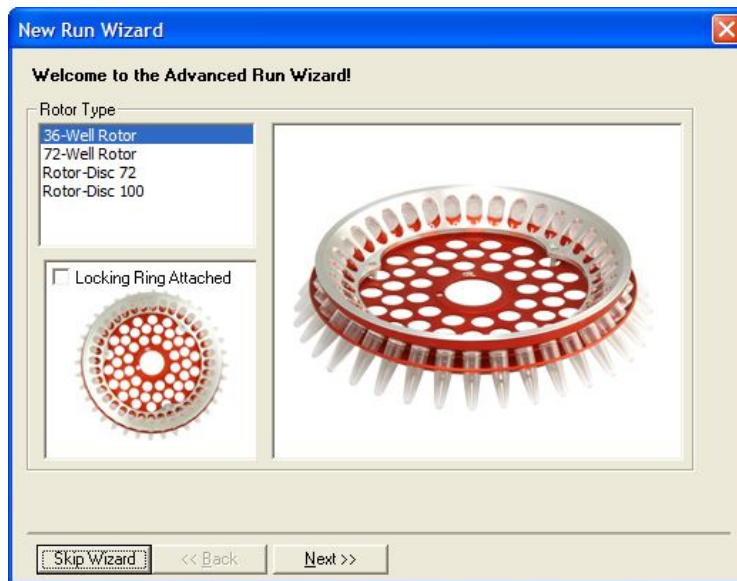 New Run Wizard
Welcome to the Advanced Run Wizard!
Rotor Type
36-Well Rotor
72-Well Rotor
Rotor-Disc 72
Rotor-Disc 100
Locking Ring Attached
Skip Wizard
<< Back
Next >>